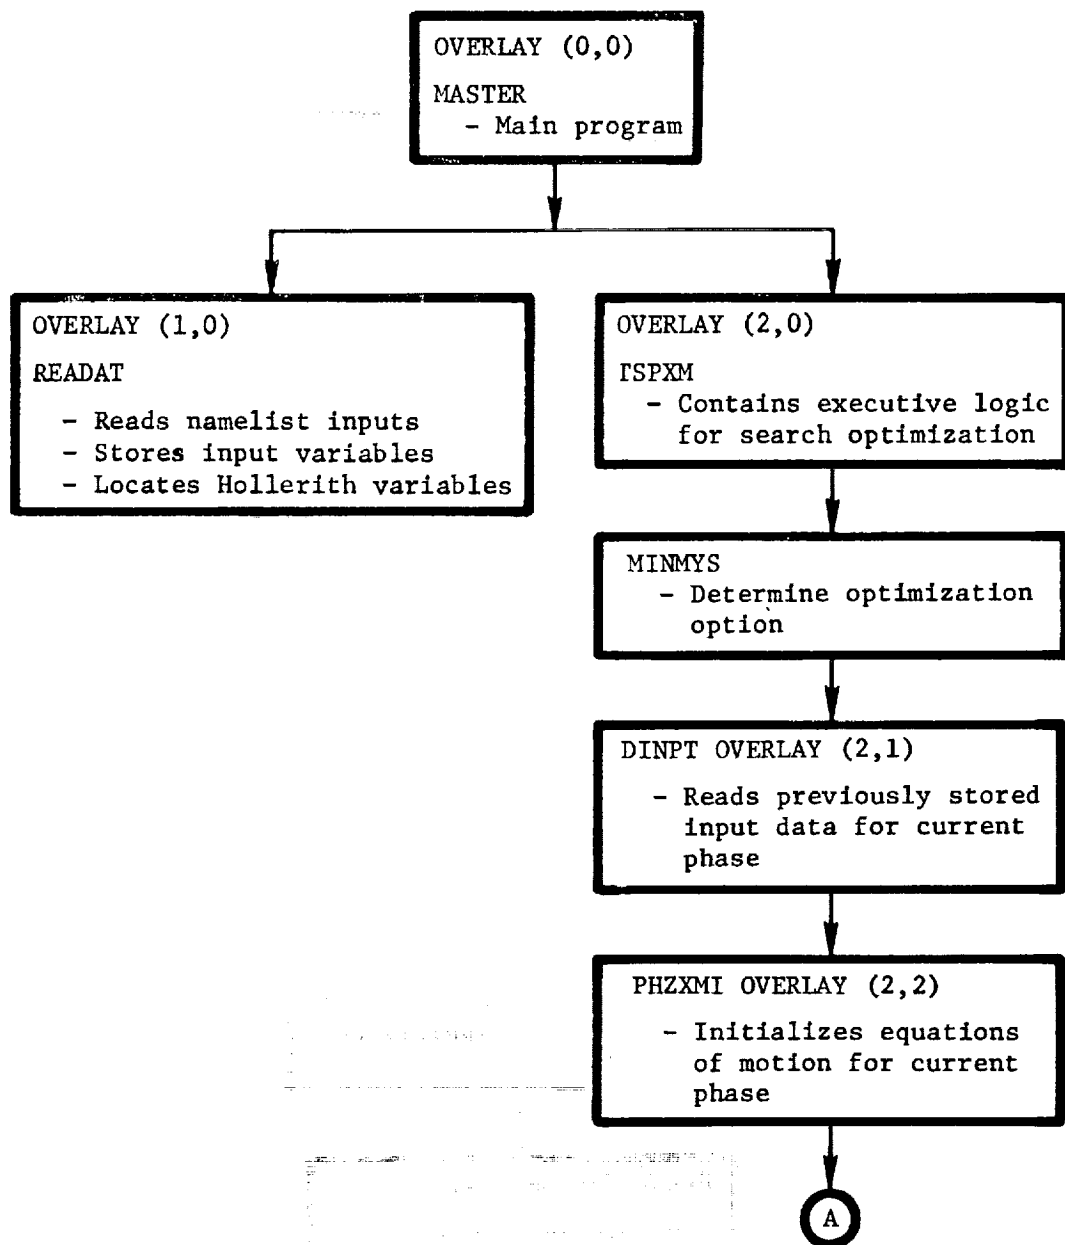 OVERLAY (0,0)
MASTER
- Main program
OVERLAY (1,0)
READAT
- Reads namelist inputs
- Stores input variables
- Locates Hollerith variables
OVERLAY (2,0)
TSPXM
- Contains executive logic
for search optimization
MINMYS
- Determine optimization
option
DINPT OVERLAY (2,1)
- Reads previously stored
input data for current
phase
PHZXMI OVERLAY (2,2)
- Initializes equations
of motion for current
phase
A